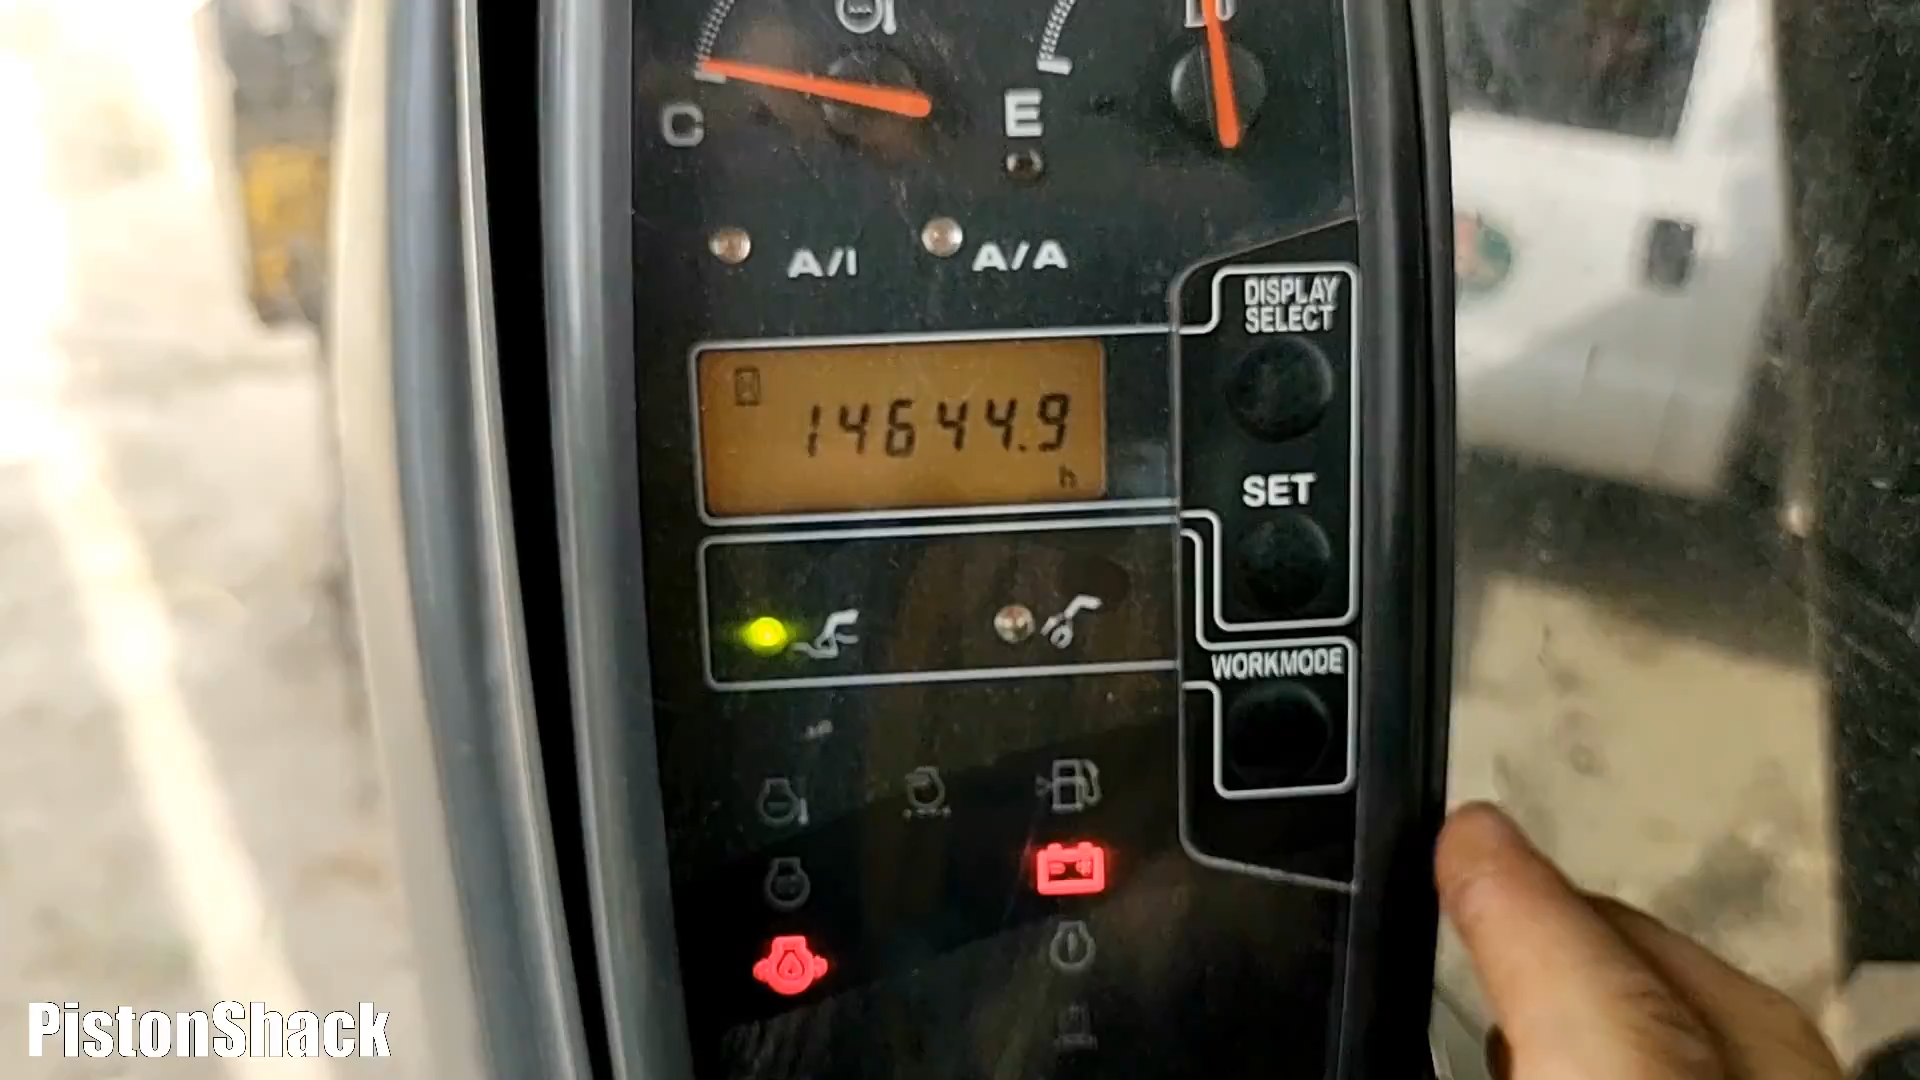 C
E
A/I
A/A
DISPLAY
SELECT
14644.9
h
SET
WORKMODE
PistonShack